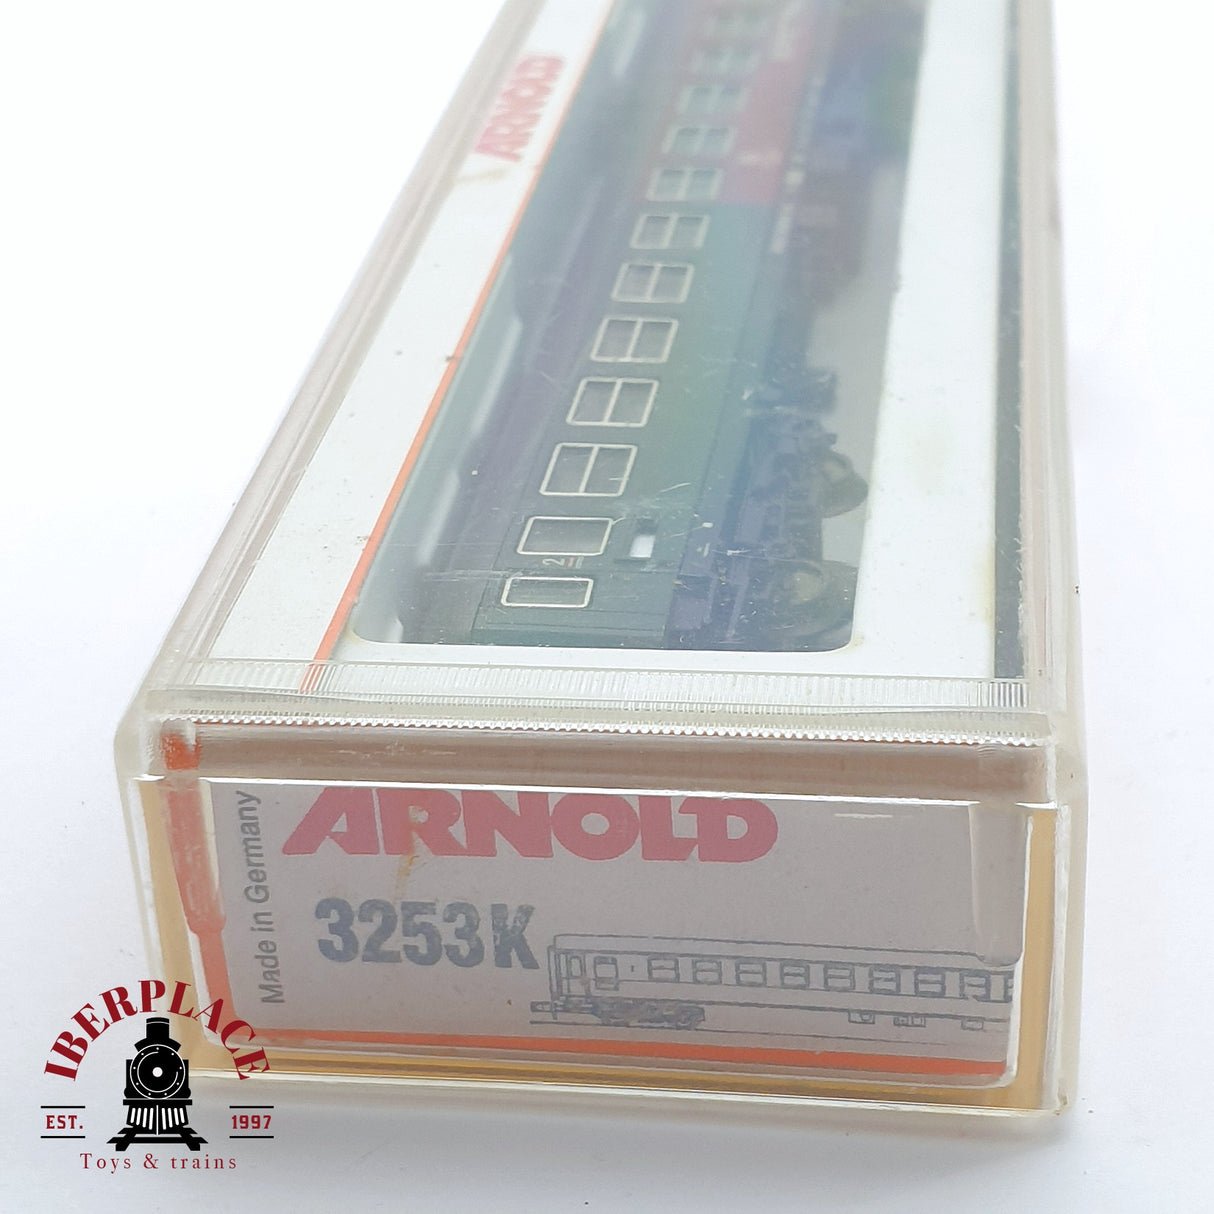 ARNOLD
2
ARNOLD
Made in Germany
3253K
IBERPLACE
EST. 1997
Toys & trains